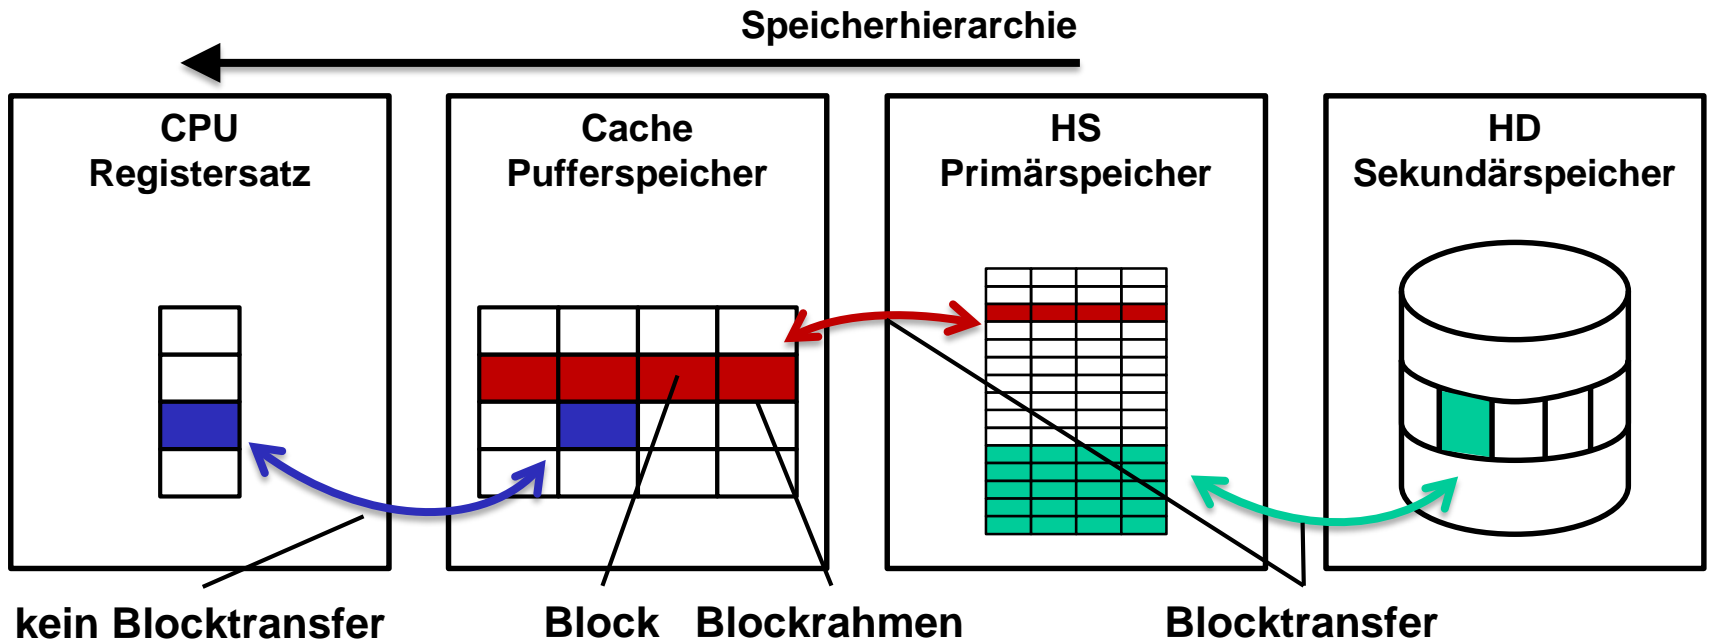 Speicherhierarchie
CPU
Registersatz
Cache
Pufferspeicher
HS
Primärspeicher
HD
Sekundärspeicher
kein Blocktransfer
Block
Blockrahmen
Blocktransfer